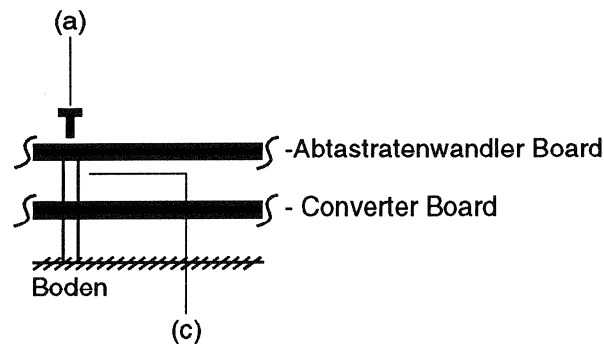 (a)
-Abtastratenwandler Board
- Converter Board
Boden
(c)